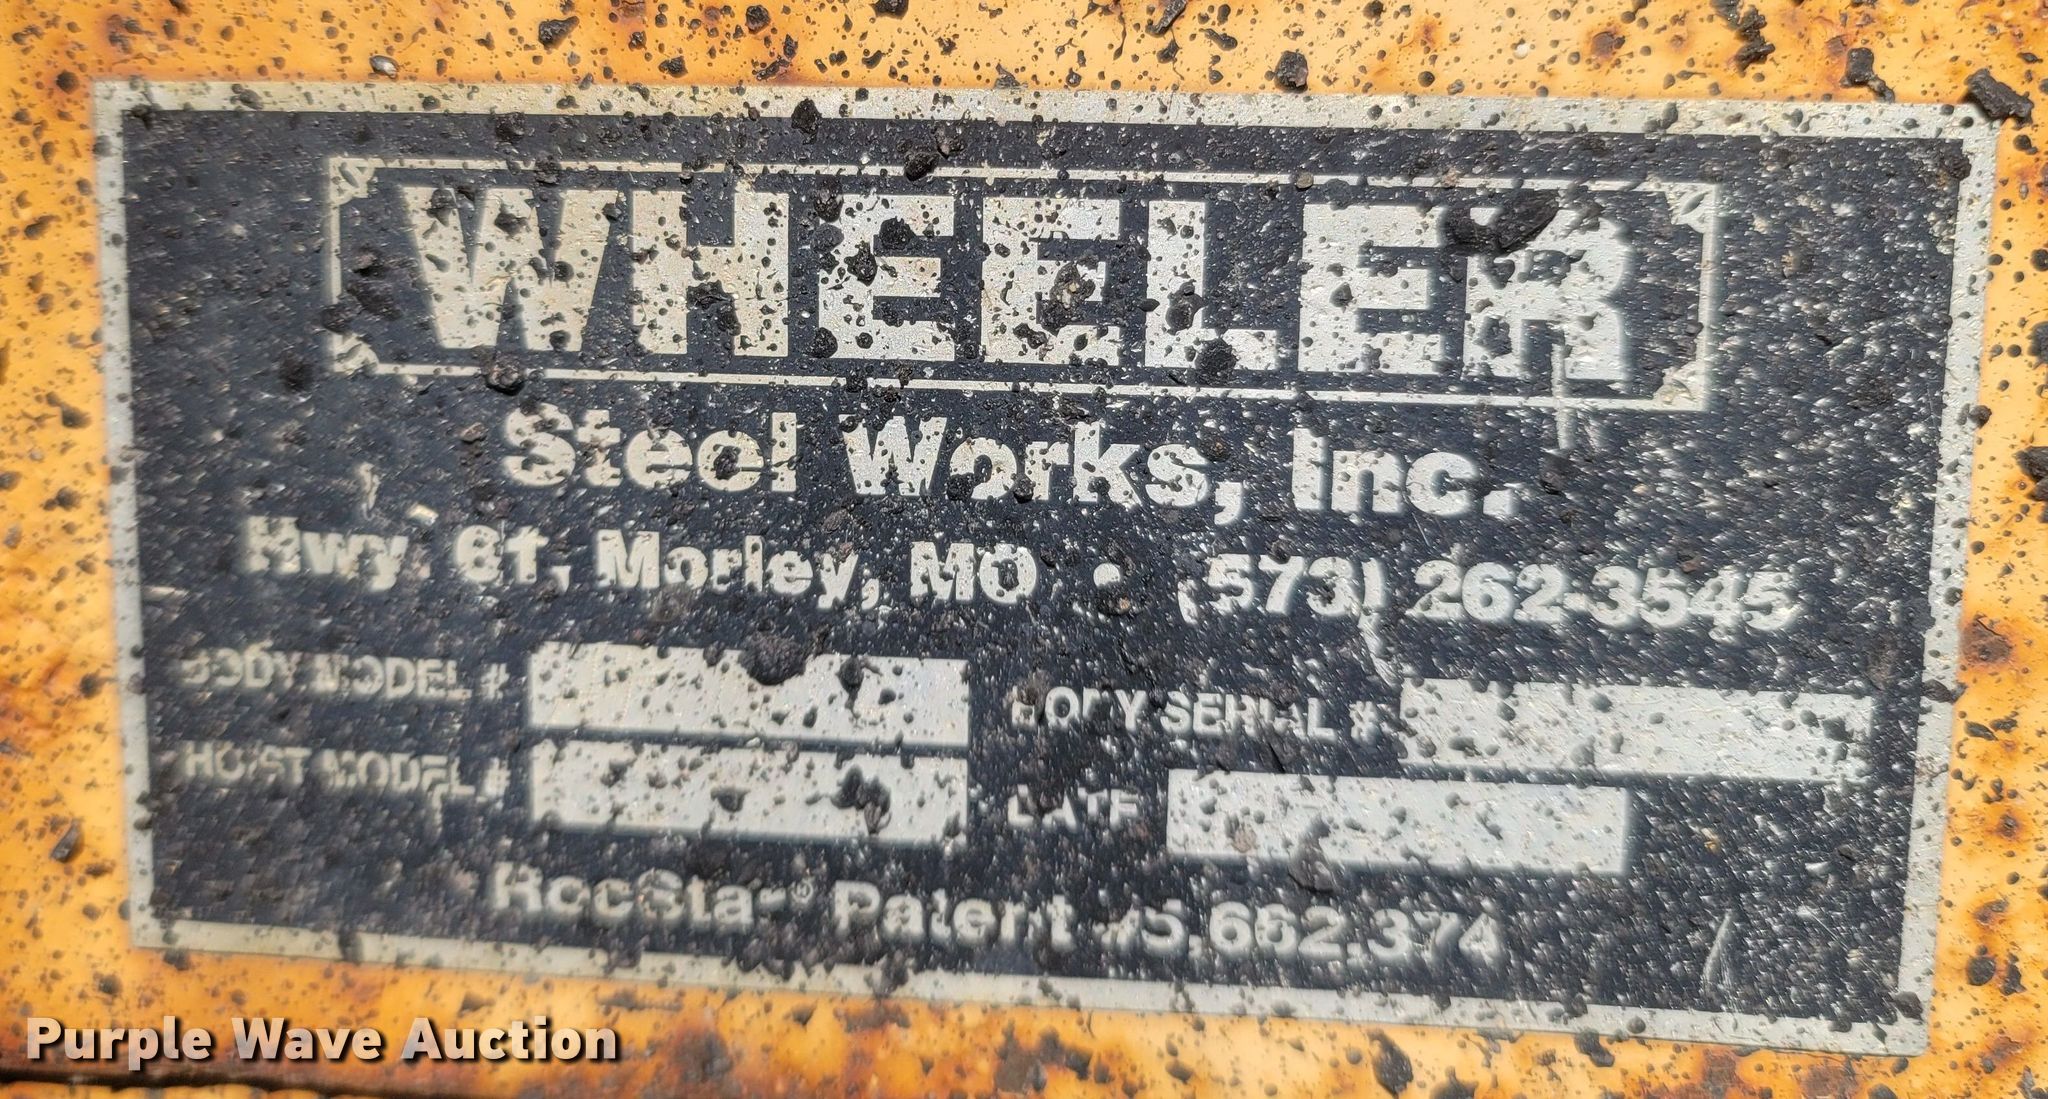 WHEELER
Steel Works, Inc.
Hwy. 61, Morley, MO • (573) 262-3545
BODY MODEL # BODY SERIAL #
HOIST MODEL # DATE
RocStar® Patent #5,662,374
Purple Wave Auction